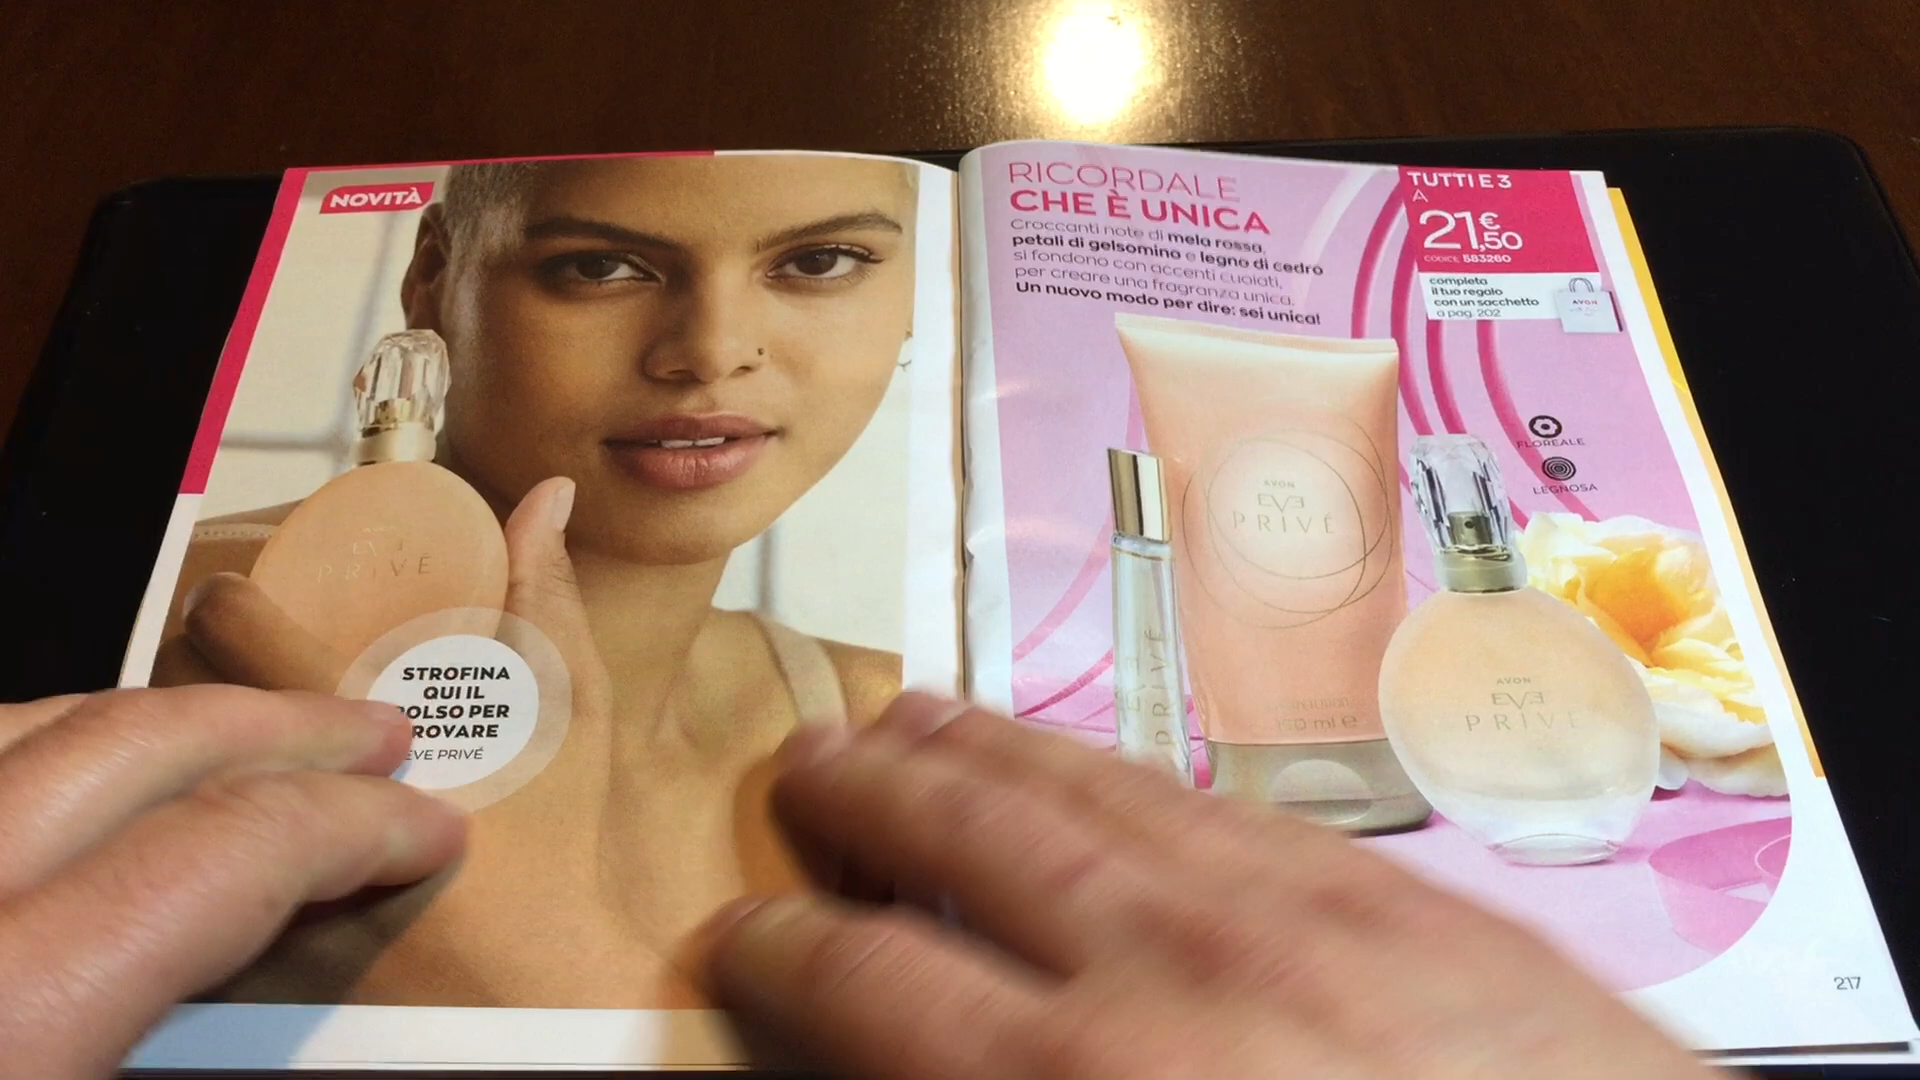 NOVITÀ
EVE
PRIVÉ
STROFINA
QUI IL
POLSO PER
PROVARE
EVE PRIVÉ
RICORDALE
CHE È UNICA
Croccanti note di mela rossa,
petali di gelsomino e legno di cedro
si fondono con accenti cuoiati,
per creare una fragranza unica.
Un nuovo modo per dire: sei unica!
TUTTI E 3
A
21,50€
CODICE 583260
completa
il tuo regalo
con un sacchetto
a pag. 202
AVON
FLOREALE
LEGNOSA
AVON
EVE
PRIVÉ
150 ml e
EVE
PRIVÉ
AVON
EVE
PRIVÉ
217